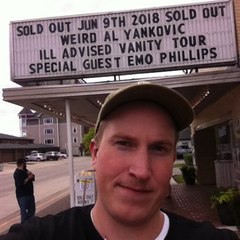 SOLD OUT JUN 9TH 2018 SOLD OUT
WEIRD AL YANKOVIC
ILL ADVISED VANITY TOUR
SPECIAL GUEST EMO PHILLIPS